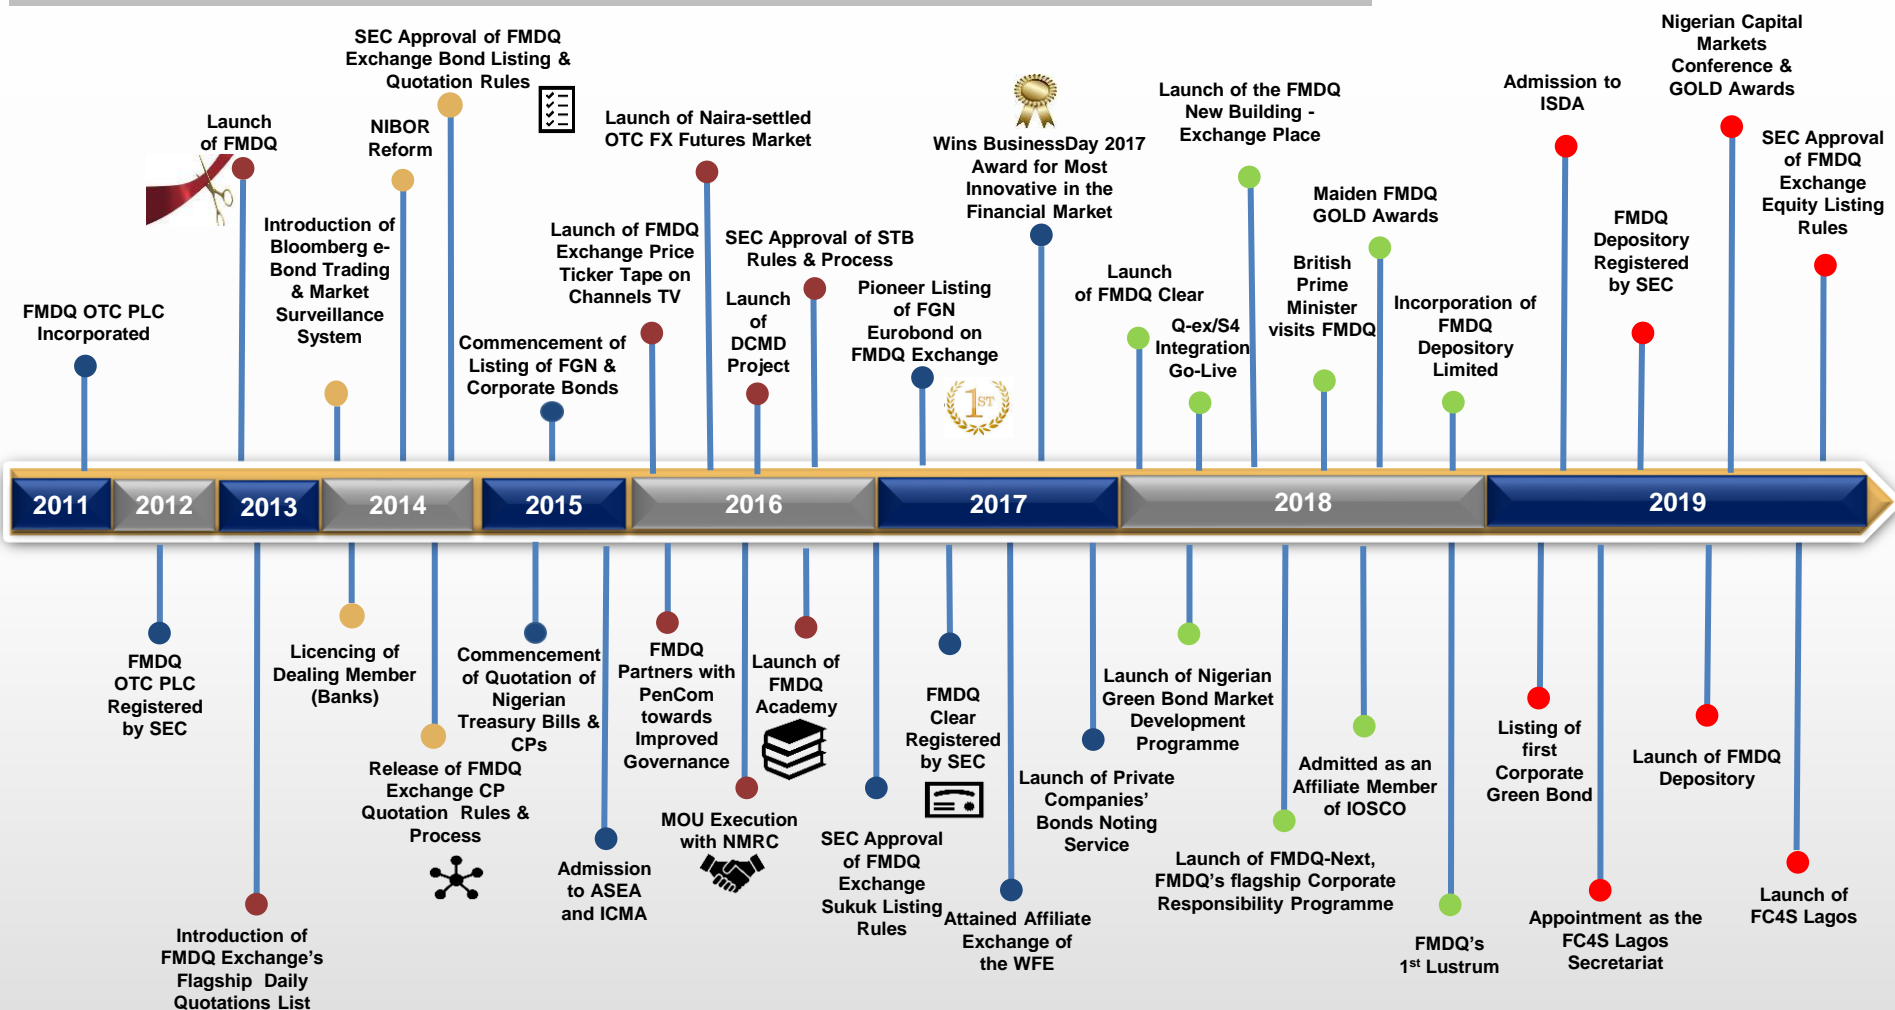 FMDQ OTC PLC
Incorporated
Launch
of FMDQ
Introduction of
Bloomberg e-
Bond Trading
& Market
Surveillance
System
NIBOR
Reform
SEC Approval of FMDQ
Exchange Bond Listing &
Quotation Rules
Commencement of
Listing of FGN &
Corporate Bonds
Launch of FMDQ
Exchange Price
Ticker Tape on
Channels TV
Launch of Naira-settled
OTC FX Futures Market
Launch
of
DCMD
Project
SEC Approval of STB
Rules & Process
Pioneer Listing
of FGN
Eurobond on
FMDQ Exchange
1ST
Wins BusinessDay 2017
Award for Most
Innovative in the
Financial Market
Launch
of FMDQ Clear
Q-ex/S4
Integration
Go-Live
Launch of the FMDQ
New Building -
Exchange Place
British
Prime
Minister
visits FMDQ
Maiden FMDQ
GOLD Awards
Incorporation of
FMDQ
Depository
Limited
Admission to
ISDA
FMDQ
Depository
Registered
by SEC
Nigerian Capital
Markets
Conference &
GOLD Awards
SEC Approval
of FMDQ
Exchange
Equity Listing
Rules
2011
2012
2013
2014
2015
2016
2017
2018
2019
FMDQ
OTC PLC
Registered
by SEC
Introduction of
FMDQ Exchange's
Flagship Daily
Quotations List
Licencing of
Dealing Member
(Banks)
Release of FMDQ
Exchange CP
Quotation Rules &
Process
Commencement
of Quotation of
Nigerian
Treasury Bills &
CPs
Admission
to ASEA
and ICMA
FMDQ
Partners with
PenCom
towards
Improved
Governance
MOU Execution
with NMRC
Launch of
FMDQ
Academy
SEC Approval
of FMDQ
Exchange
Sukuk Listing
Rules
FMDQ
Clear
Registered
by SEC
Attained Affiliate
Exchange of
the WFE
Launch of Private
Companies'
Bonds Noting
Service
Launch of Nigerian
Green Bond Market
Development
Programme
Launch of FMDQ-Next,
FMDQ's flagship Corporate
Responsibility Programme
Admitted as an
Affiliate Member
of IOSCO
FMDQ's
1st Lustrum
Listing of
first
Corporate
Green Bond
Appointment as the
FC4S Lagos
Secretariat
Launch of FMDQ
Depository
Launch of
FC4S Lagos